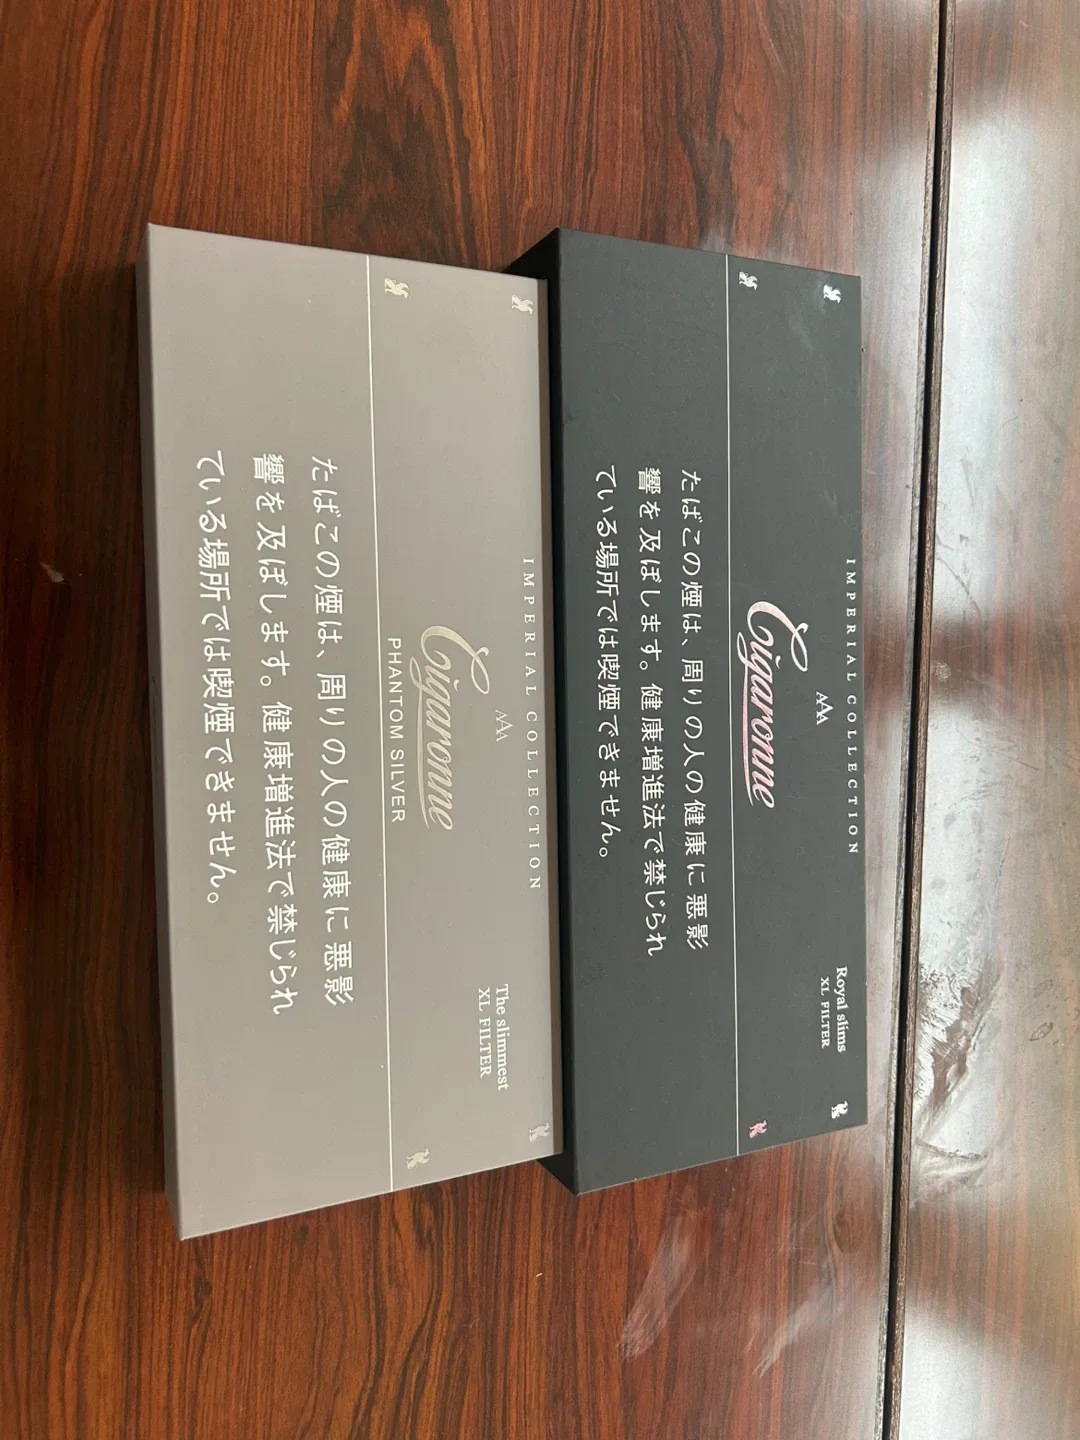 IMPERIAL COLLECTION
AAA
Cigaronne
Royal slims
XL FILTER
たばこの煙は、周りの人の健康に悪影
響を及ぼします。健康増進法で禁じられ
ている場所では喫煙できません。
IMPERIAL COLLECTION
AAA
Cigaronne
PHANTOM SILVER
The slimmest
XL FILTER
たばこの煙は、周りの人の健康に悪影
響を及ぼします。健康増進法で禁じられ
ている場所では喫煙できません。